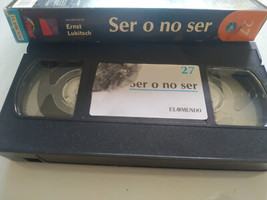 Ernst
Lubitsch
Ser o no ser
27
Ser o no ser
EL MUNDO